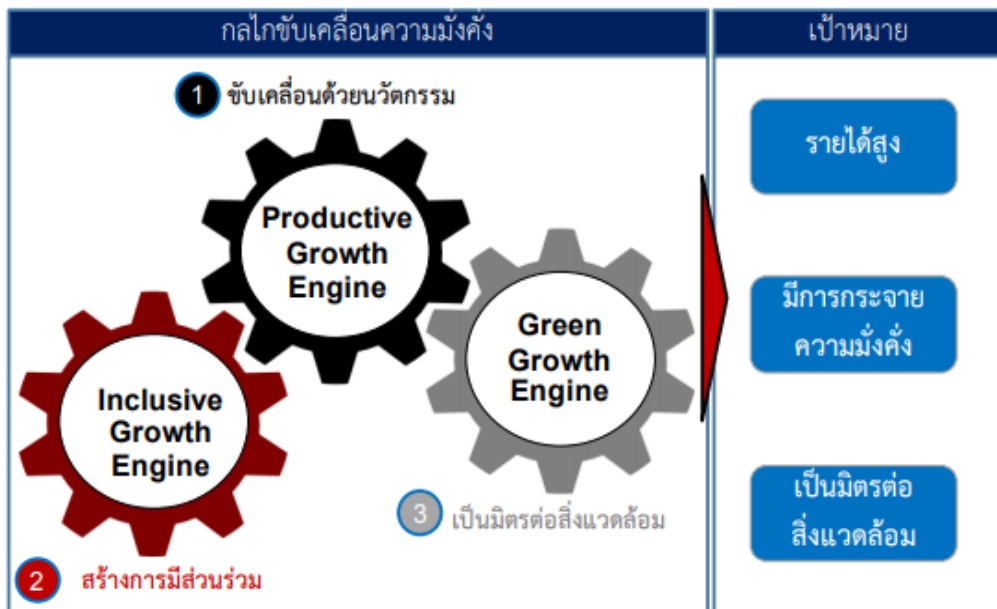 กลไกขับเคลื่อนความมั่งคั่ง
เป้าหมาย
1 ขับเคลื่อนด้วยนวัตกรรม
Productive
Growth
Engine
Inclusive
Growth
Engine
2 สร้างการมีส่วนร่วม
Green
Growth
Engine
3 เป็นมิตรต่อสิ่งแวดล้อม
รายได้สูง
มีการกระจาย
ความมั่งคั่ง
เป็นมิตรต่อ
สิ่งแวดล้อม